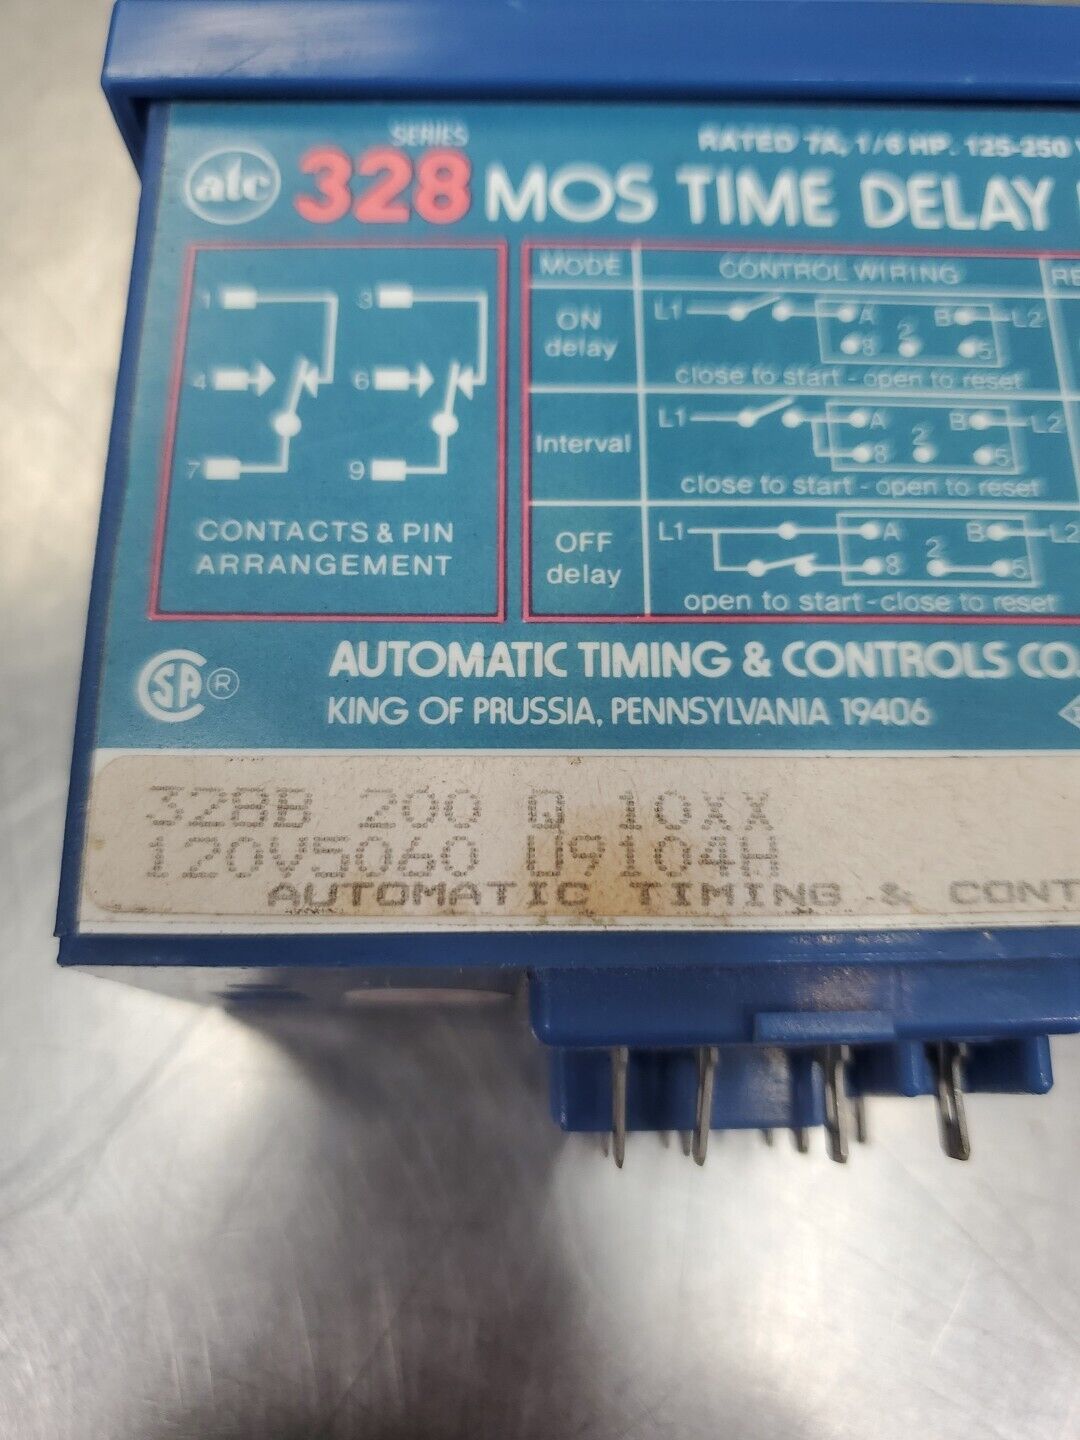 SERIES
RATED 7A, 1/6 HP. 125-250
atc 328 MOS TIME DELAY
1 3
4 6
7 9
CONTACTS & PIN
ARRANGEMENT
MODE CONTROL WIRING RE
ON
delay
L1 A B L2
8 2 5
close to start - open to reset
Interval
L1 A B L2
8 2 5
close to start - open to reset
OFF
delay
L1 A B L2
8 2 5
open to start - close to reset
SA ®
AUTOMATIC TIMING & CONTROLS CO.
KING OF PRUSSIA, PENNSYLVANIA 19406
328B 200 Q 10XX
120V5060 U9104H
AUTOMATIC TIMING & CONT